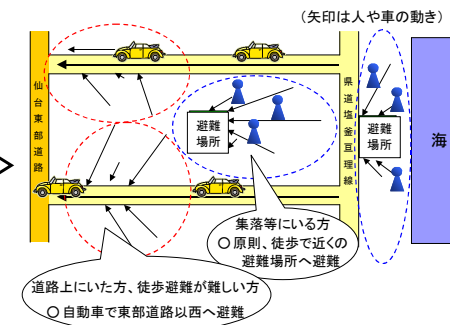 （矢印は人や車の動き）
仙台東部道路
県道塩釜亘理線
避難
場所
避難
場所
海
集落等にいる方
〇原則、徒歩で近くの
避難場所へ避難
道路上にいた方、徒歩避難が難しい方
〇自動車で東部道路以西へ避難